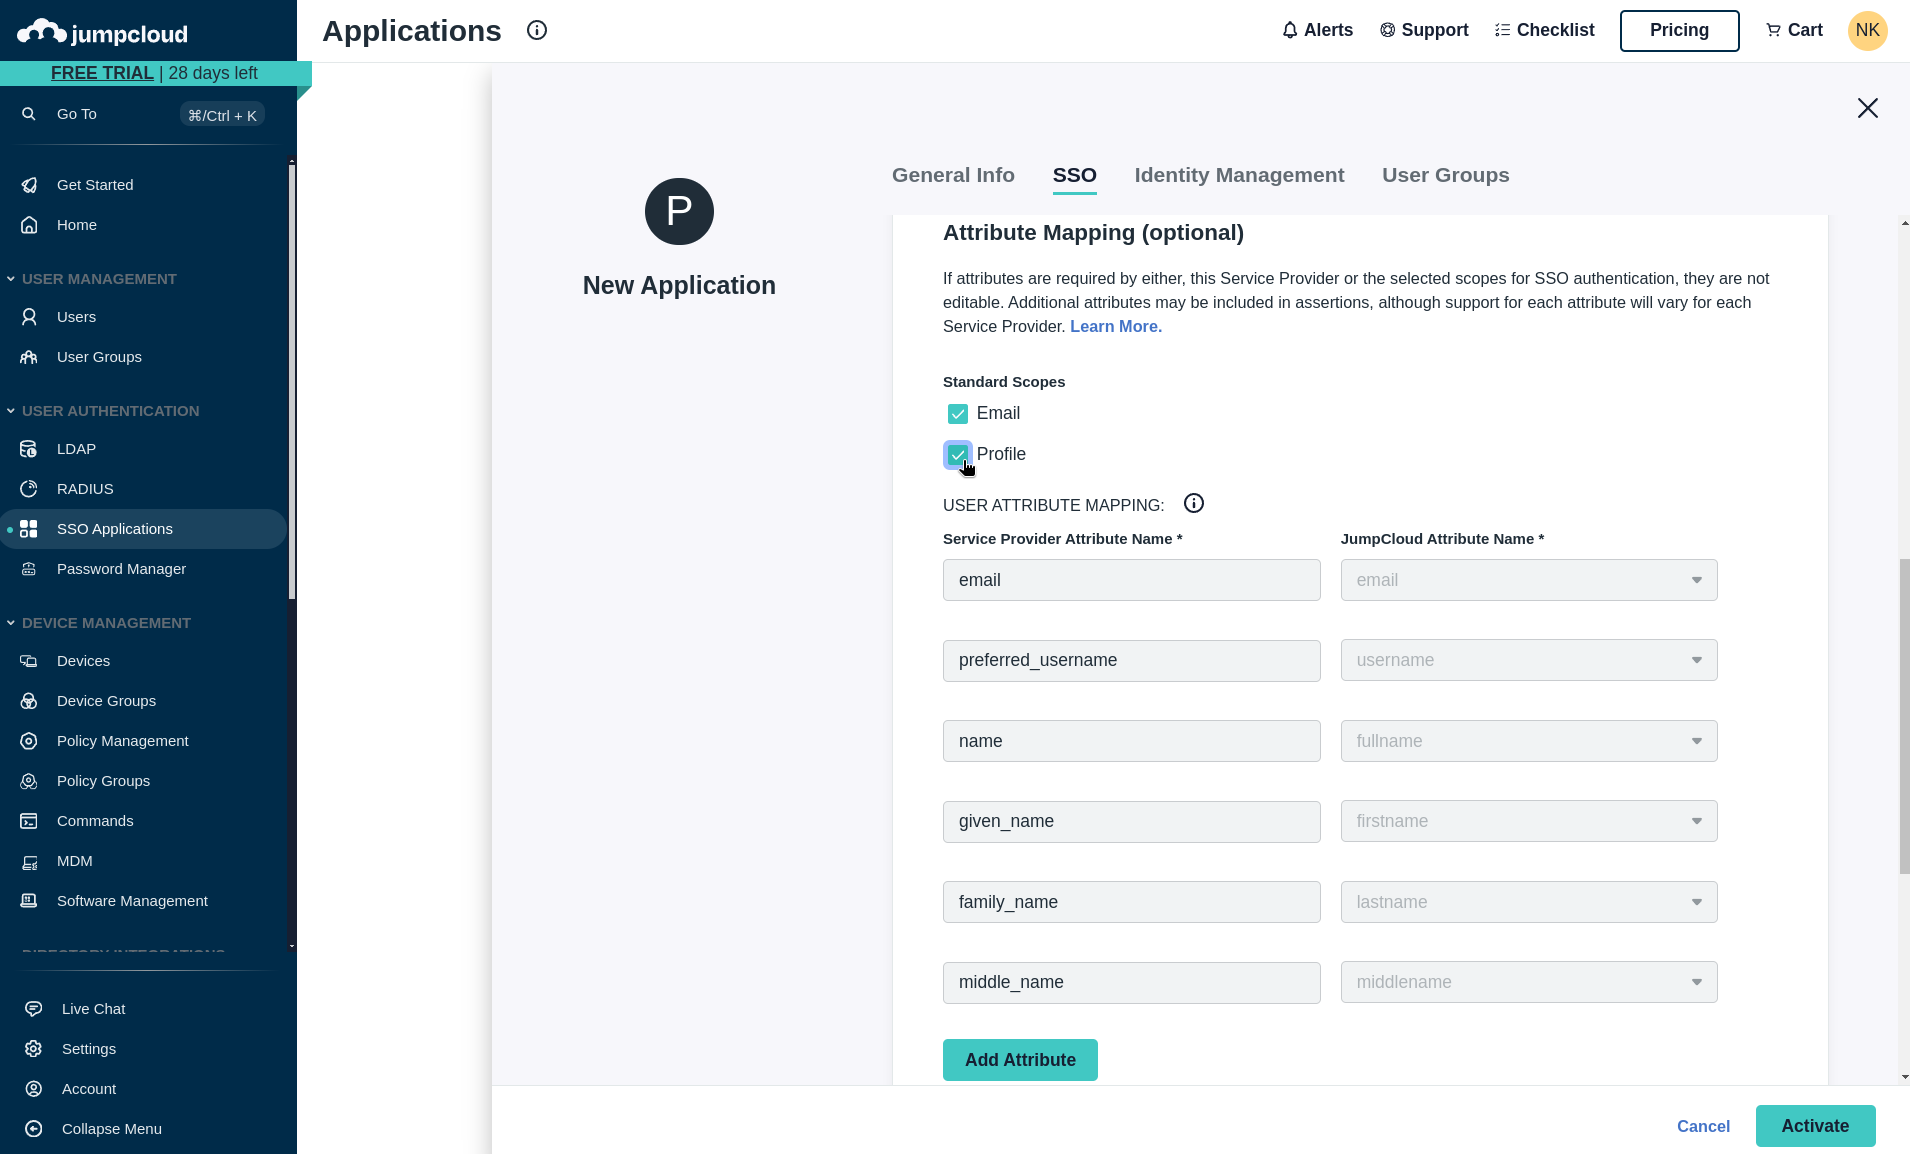 jumpcloud
FREE TRIAL | 28 days left
Go To
⌘/Ctrl + K
Get Started
Home
USER MANAGEMENT
Users
User Groups
USER AUTHENTICATION
LDAP
RADIUS
SSO Applications
Password Manager
DEVICE MANAGEMENT
Devices
Device Groups
Policy Management
Policy Groups
Commands
MDM
Software Management
DIRECTORY INTEGRATIONS
Live Chat
Settings
Account
Collapse Menu
Applications
Alerts
Support
Checklist
Pricing
Cart
NK
P
New Application
General Info
SSO
Identity Management
User Groups
Attribute Mapping (optional)
If attributes are required by either, this Service Provider or the selected scopes for SSO authentication, they are not
editable. Additional attributes may be included in assertions, although support for each attribute will vary for each
Service Provider. Learn More.
Standard Scopes
Email
Profile
USER ATTRIBUTE MAPPING:
Service Provider Attribute Name *
JumpCloud Attribute Name *
email
email
preferred_username
username
name
fullname
given_name
firstname
family_name
lastname
middle_name
middlename
Add Attribute
Cancel
Activate